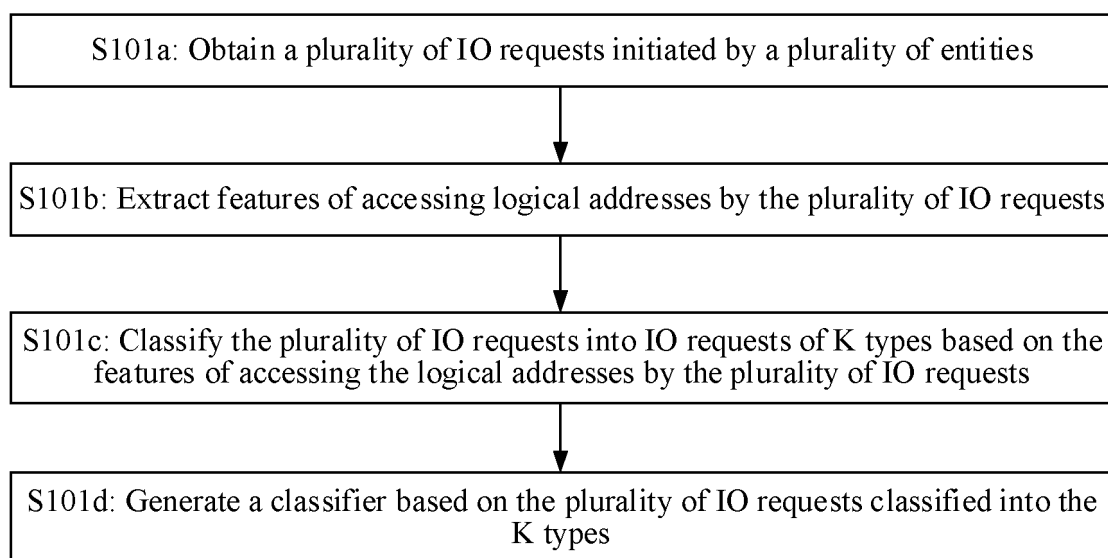 S101a: Obtain a plurality of IO requests initiated by a plurality of entities
S101b: Extract features of accessing logical addresses by the plurality of IO requests
S101c: Classify the plurality of IO requests into IO requests of K types based on the
features of accessing the logical addresses by the plurality of IO requests
S101d: Generate a classifier based on the plurality of IO requests classified into the
K types